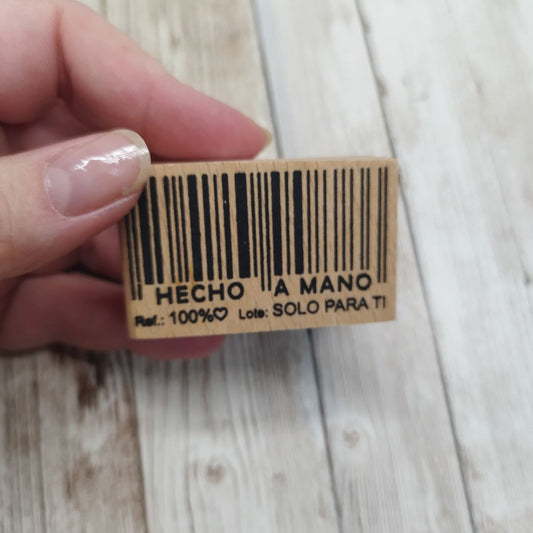 HECHO A MANO
Ref.: 100%♡ Lote: SOLO PARA TI